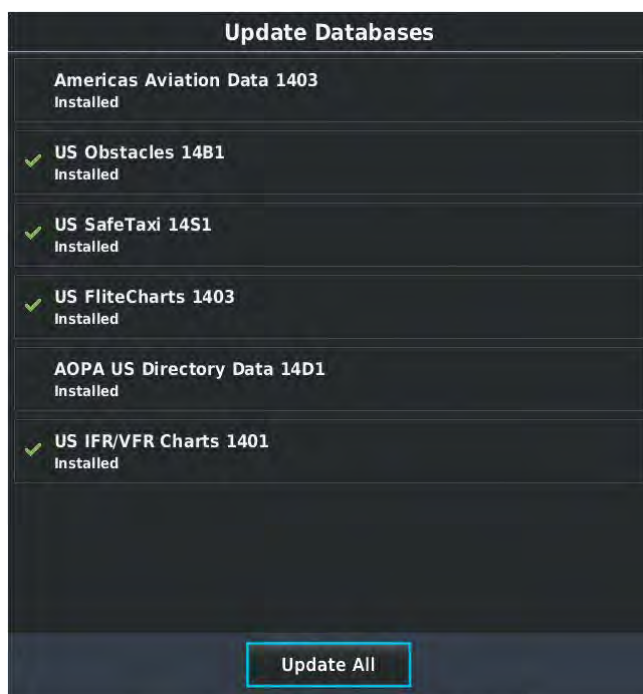 Update Databases
Americas Aviation Data 1403
Installed
US Obstacles 14B1
Installed
US SafeTaxi 14S1
Installed
US FliteCharts 1403
Installed
AOPA US Directory Data 14D1
Installed
US IFR/VFR Charts 1401
Installed
Update All